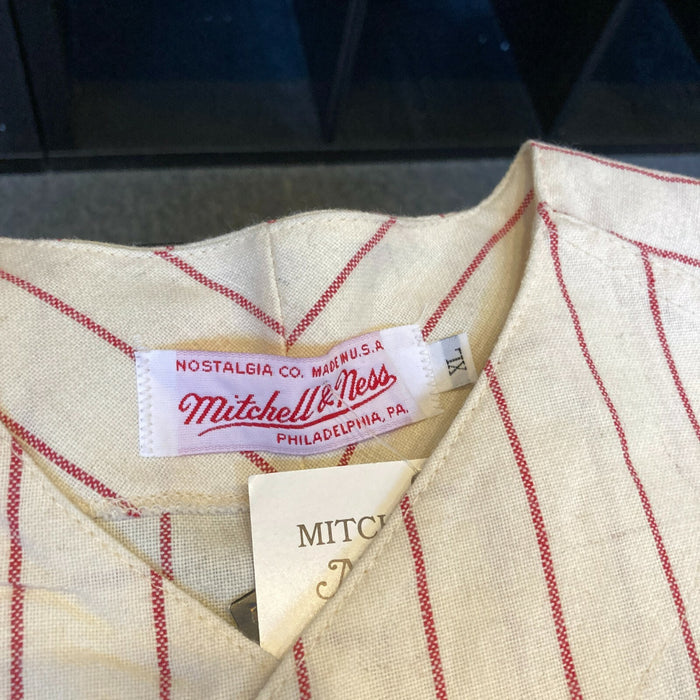 NOSTALGIA CO. MADE IN U.S.A
Mitchell & Ness
PHILADELPHIA, PA.
XL
MITCH